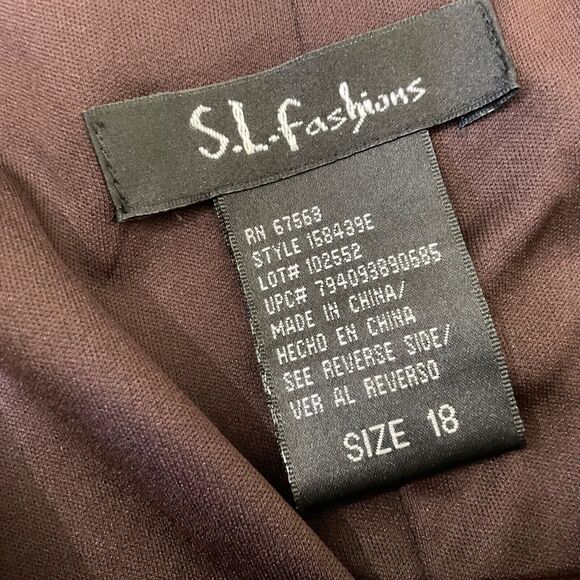 S.L.Fashions
RN 67563
STYLE 158439E
LOT# 102552
UPC# 794093890685
MADE IN CHINA/
HECHO EN CHINA
SEE REVERSE SIDE/
VER AL REVERSO
SIZE 18